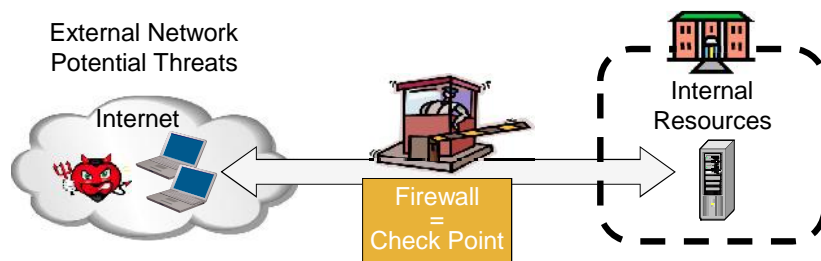 External Network
Potential Threats
Internet
Firewall
=
Check Point
Internal
Resources